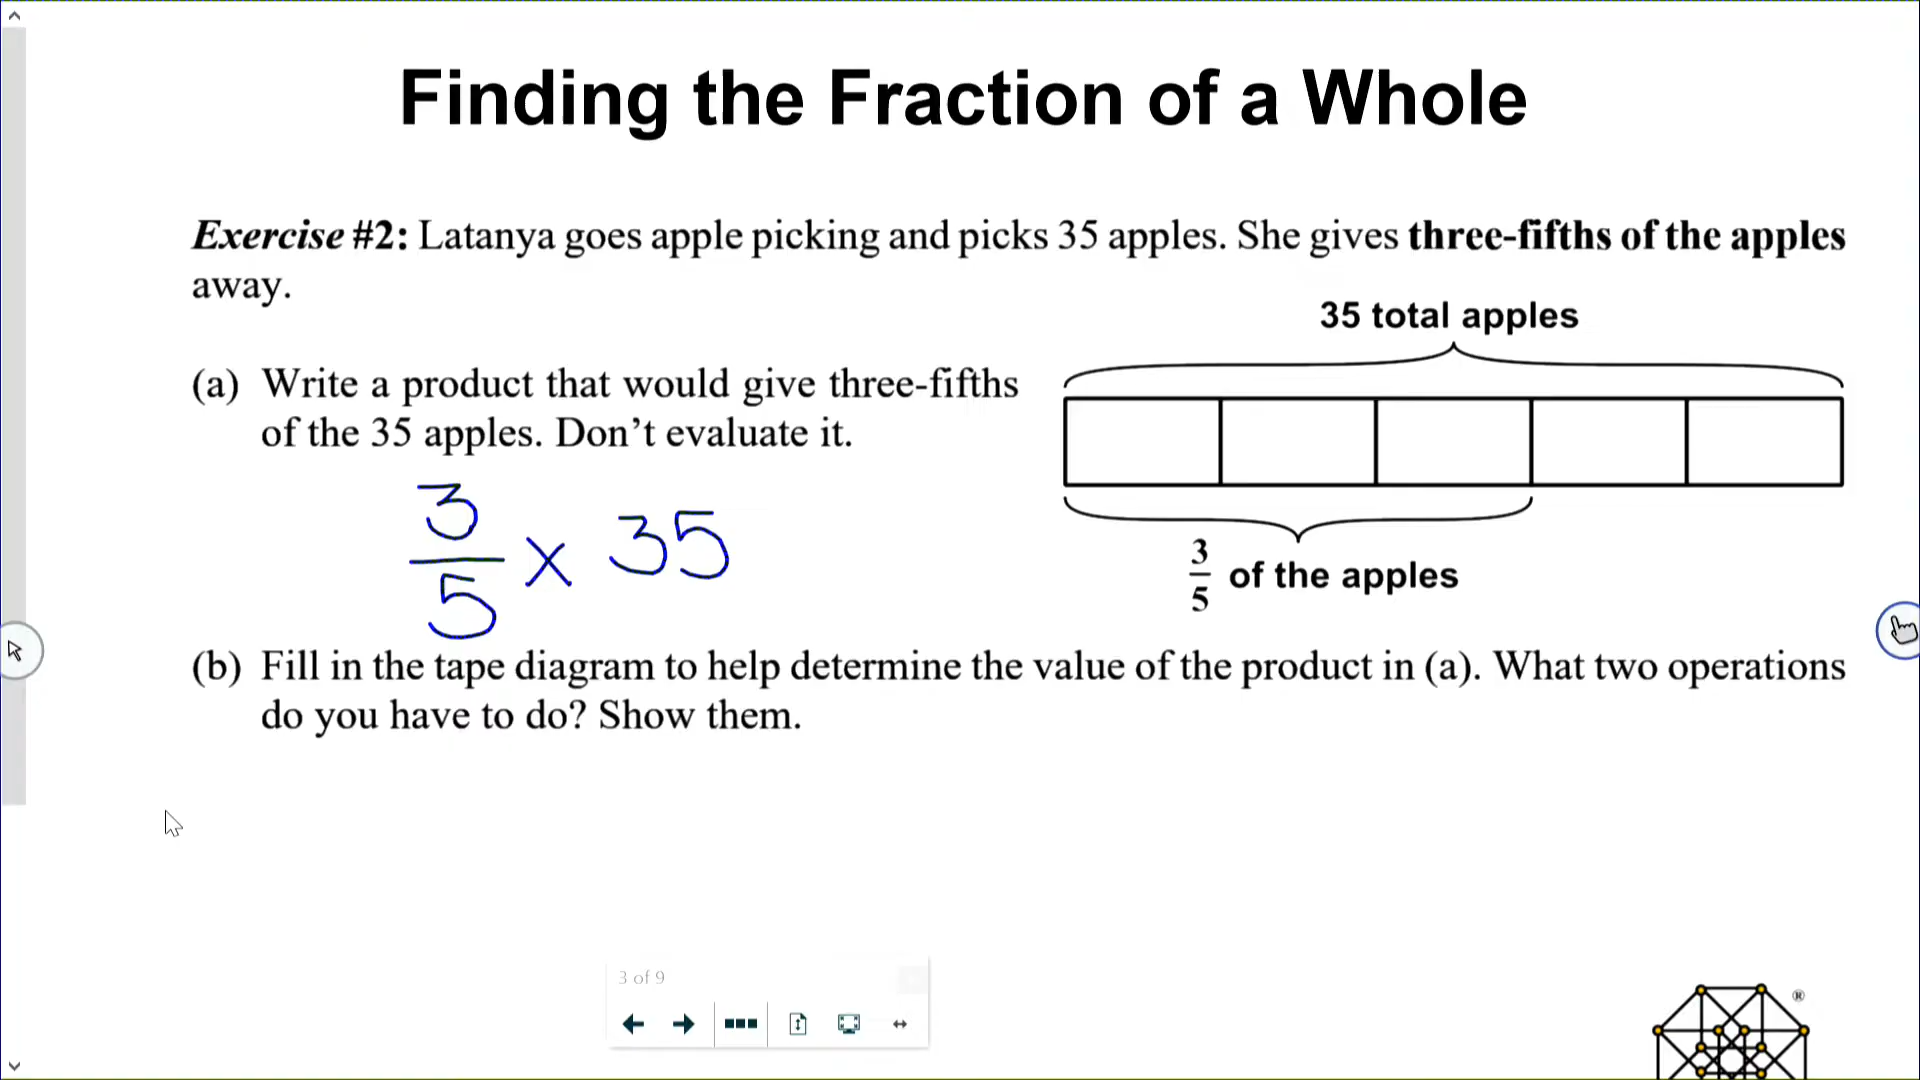 Finding the Fraction of a Whole
Exercise #2: Latanya goes apple picking and picks 35 apples. She gives three-fifths of the apples
away.
35 total apples
(a) Write a product that would give three-fifths
of the 35 apples. Don’t evaluate it.
3/5 x 35
3/5 of the apples
(b) Fill in the tape diagram to help determine the value of the product in (a). What two operations
do you have to do? Show them.
3 of 9
®